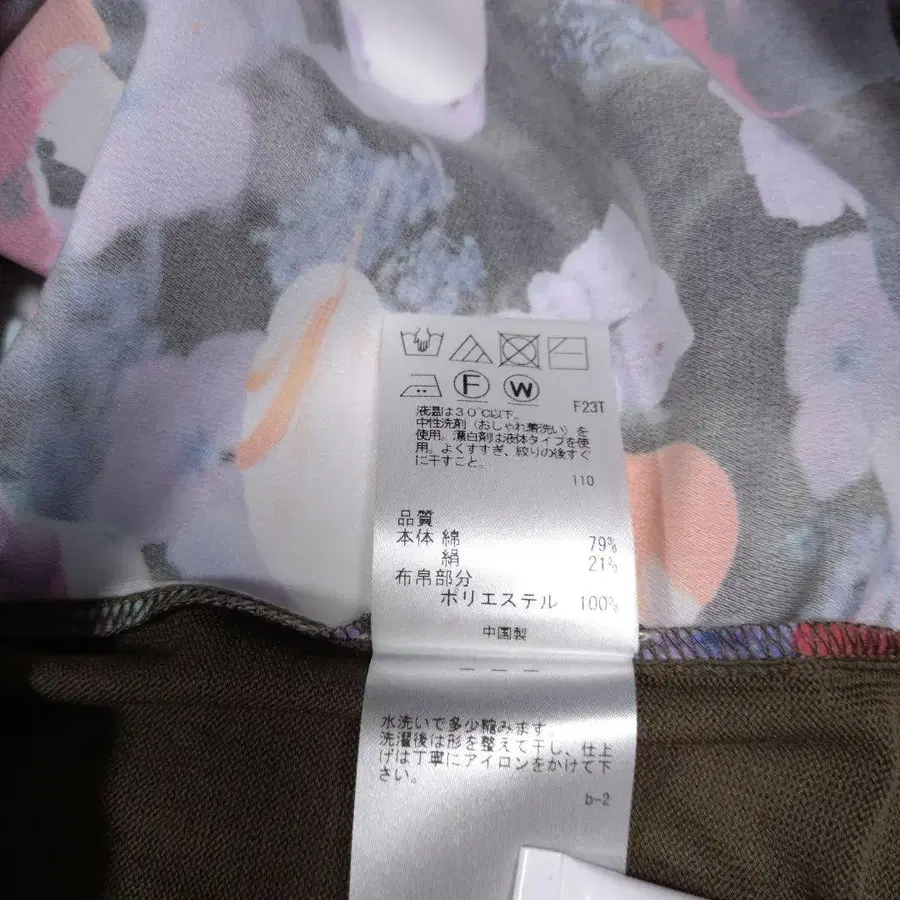 F W
F23T
液温は30℃以下。
中性洗剤(おしゃれ着洗い)を
使用。漂白剤は液体タイプを使
用。よくすすぎ、絞りの後すぐ
に干すこと。
110
品質
本体 綿 79%
絹 21%
布帛部分
ポリエステル 100%
中国製
水洗いで多少縮みます。
洗濯後は形を整えて干し、仕上
げは丁寧にアイロンをかけて下
さい。
b-2